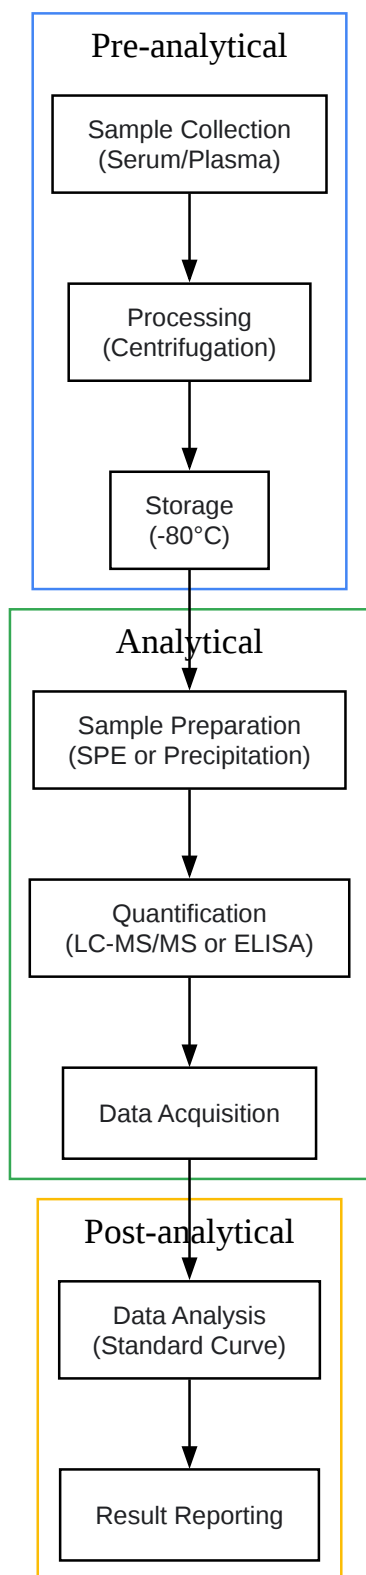 Pre-analytical
Sample Collection
(Serum/Plasma)
Processing
(Centrifugation)
Storage
(-80°C)
Analytical
Sample Preparation
(SPE or Precipitation)
Quantification
(LC-MS/MS or ELISA)
Data Acquisition
Post-analytical
Data Analysis
(Standard Curve)
Result Reporting